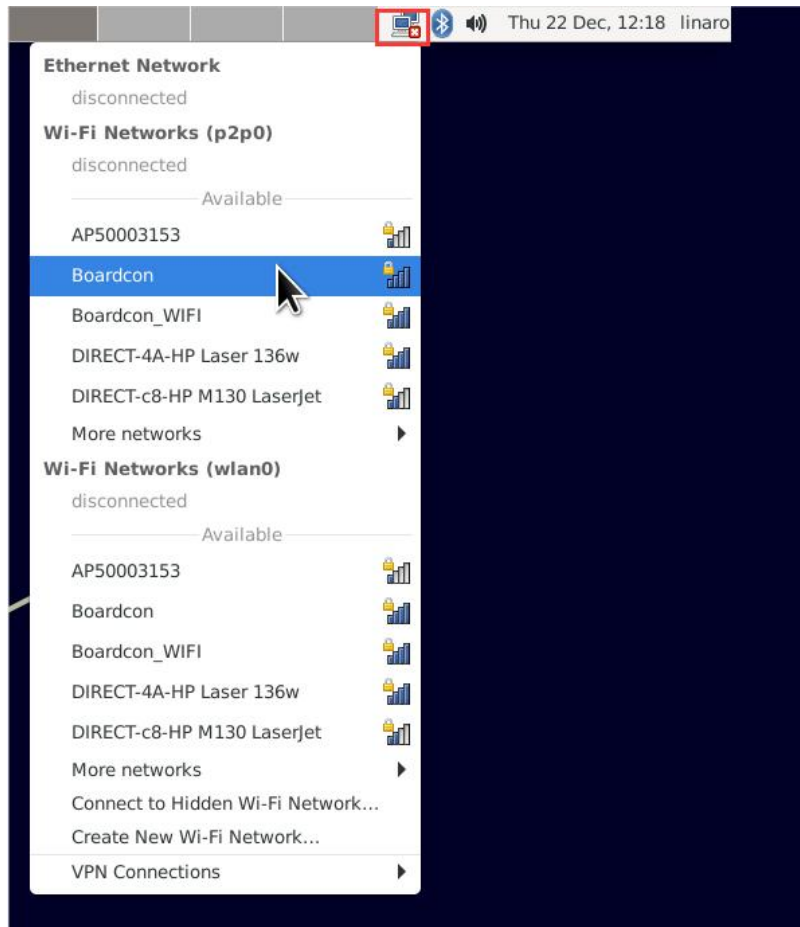 Thu 22 Dec, 12:18 linaro
Ethernet Network
disconnected
Wi-Fi Networks (p2p0)
disconnected
Available
AP50003153
Boardcon
Boardcon_WIFI
DIRECT-4A-HP Laser 136w
DIRECT-c8-HP M130 LaserJet
More networks
Wi-Fi Networks (wlan0)
disconnected
Available
AP50003153
Boardcon
Boardcon_WIFI
DIRECT-4A-HP Laser 136w
DIRECT-c8-HP M130 LaserJet
More networks
Connect to Hidden Wi-Fi Network...
Create New Wi-Fi Network...
VPN Connections